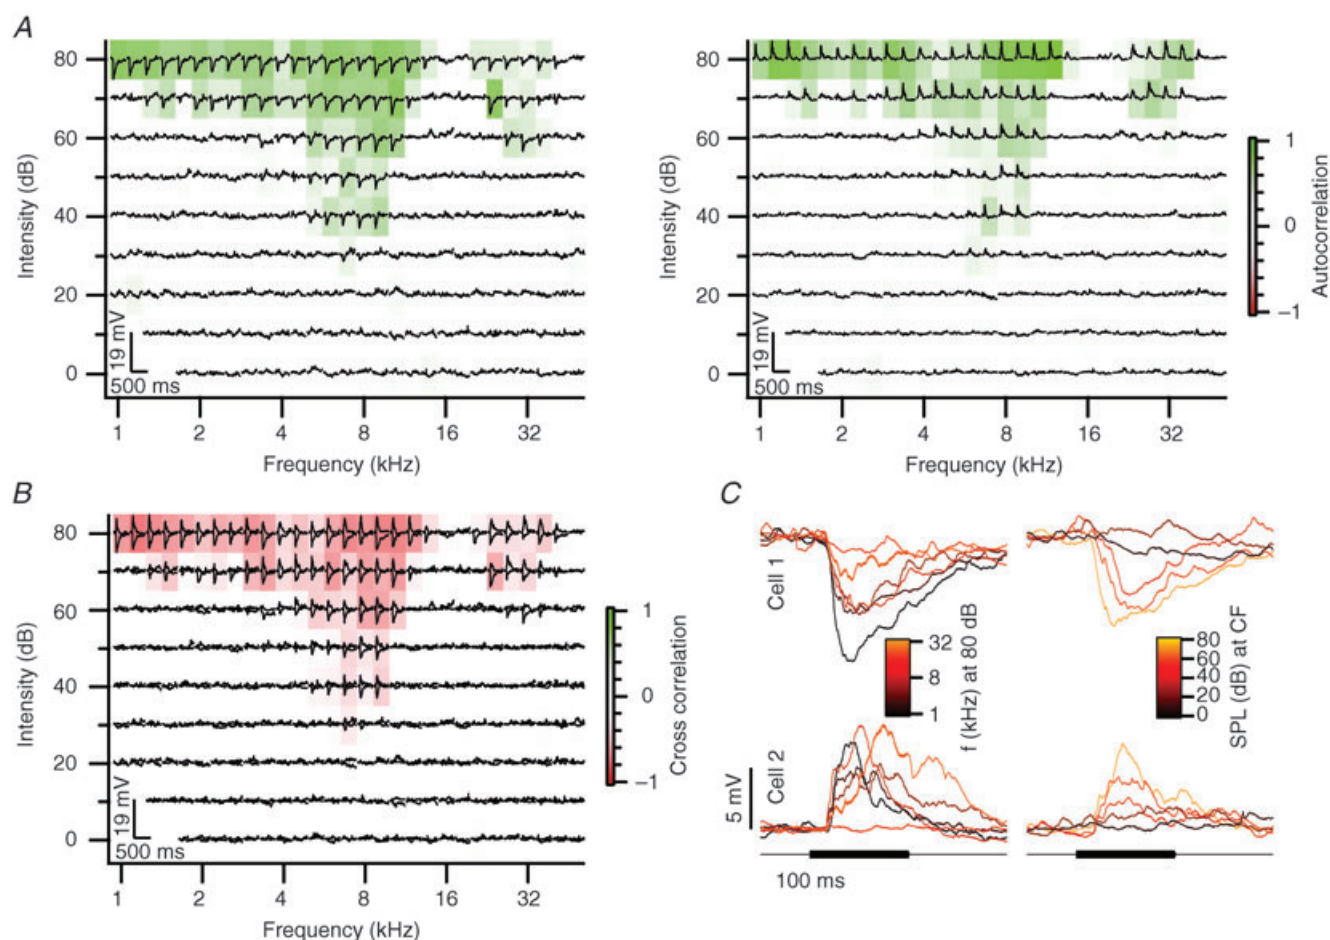 A
Intensity (dB)
80
60
40
20
0
19 mV
500 ms
1 2 4 8 16 32
Frequency (kHz)
Intensity (dB)
80
60
40
20
0
19 mV
500 ms
1 2 4 8 16 32
Frequency (kHz)
1
0
−1
Autocorrelation
B
Intensity (dB)
80
60
40
20
0
19 mV
500 ms
1 2 4 8 16 32
Frequency (kHz)
1
0
−1
Cross correlation
C
Cell 1
32
8
1
f (kHz) at 80 dB
80
60
40
20
0
SPL (dB) at CF
Cell 2
5 mV
100 ms